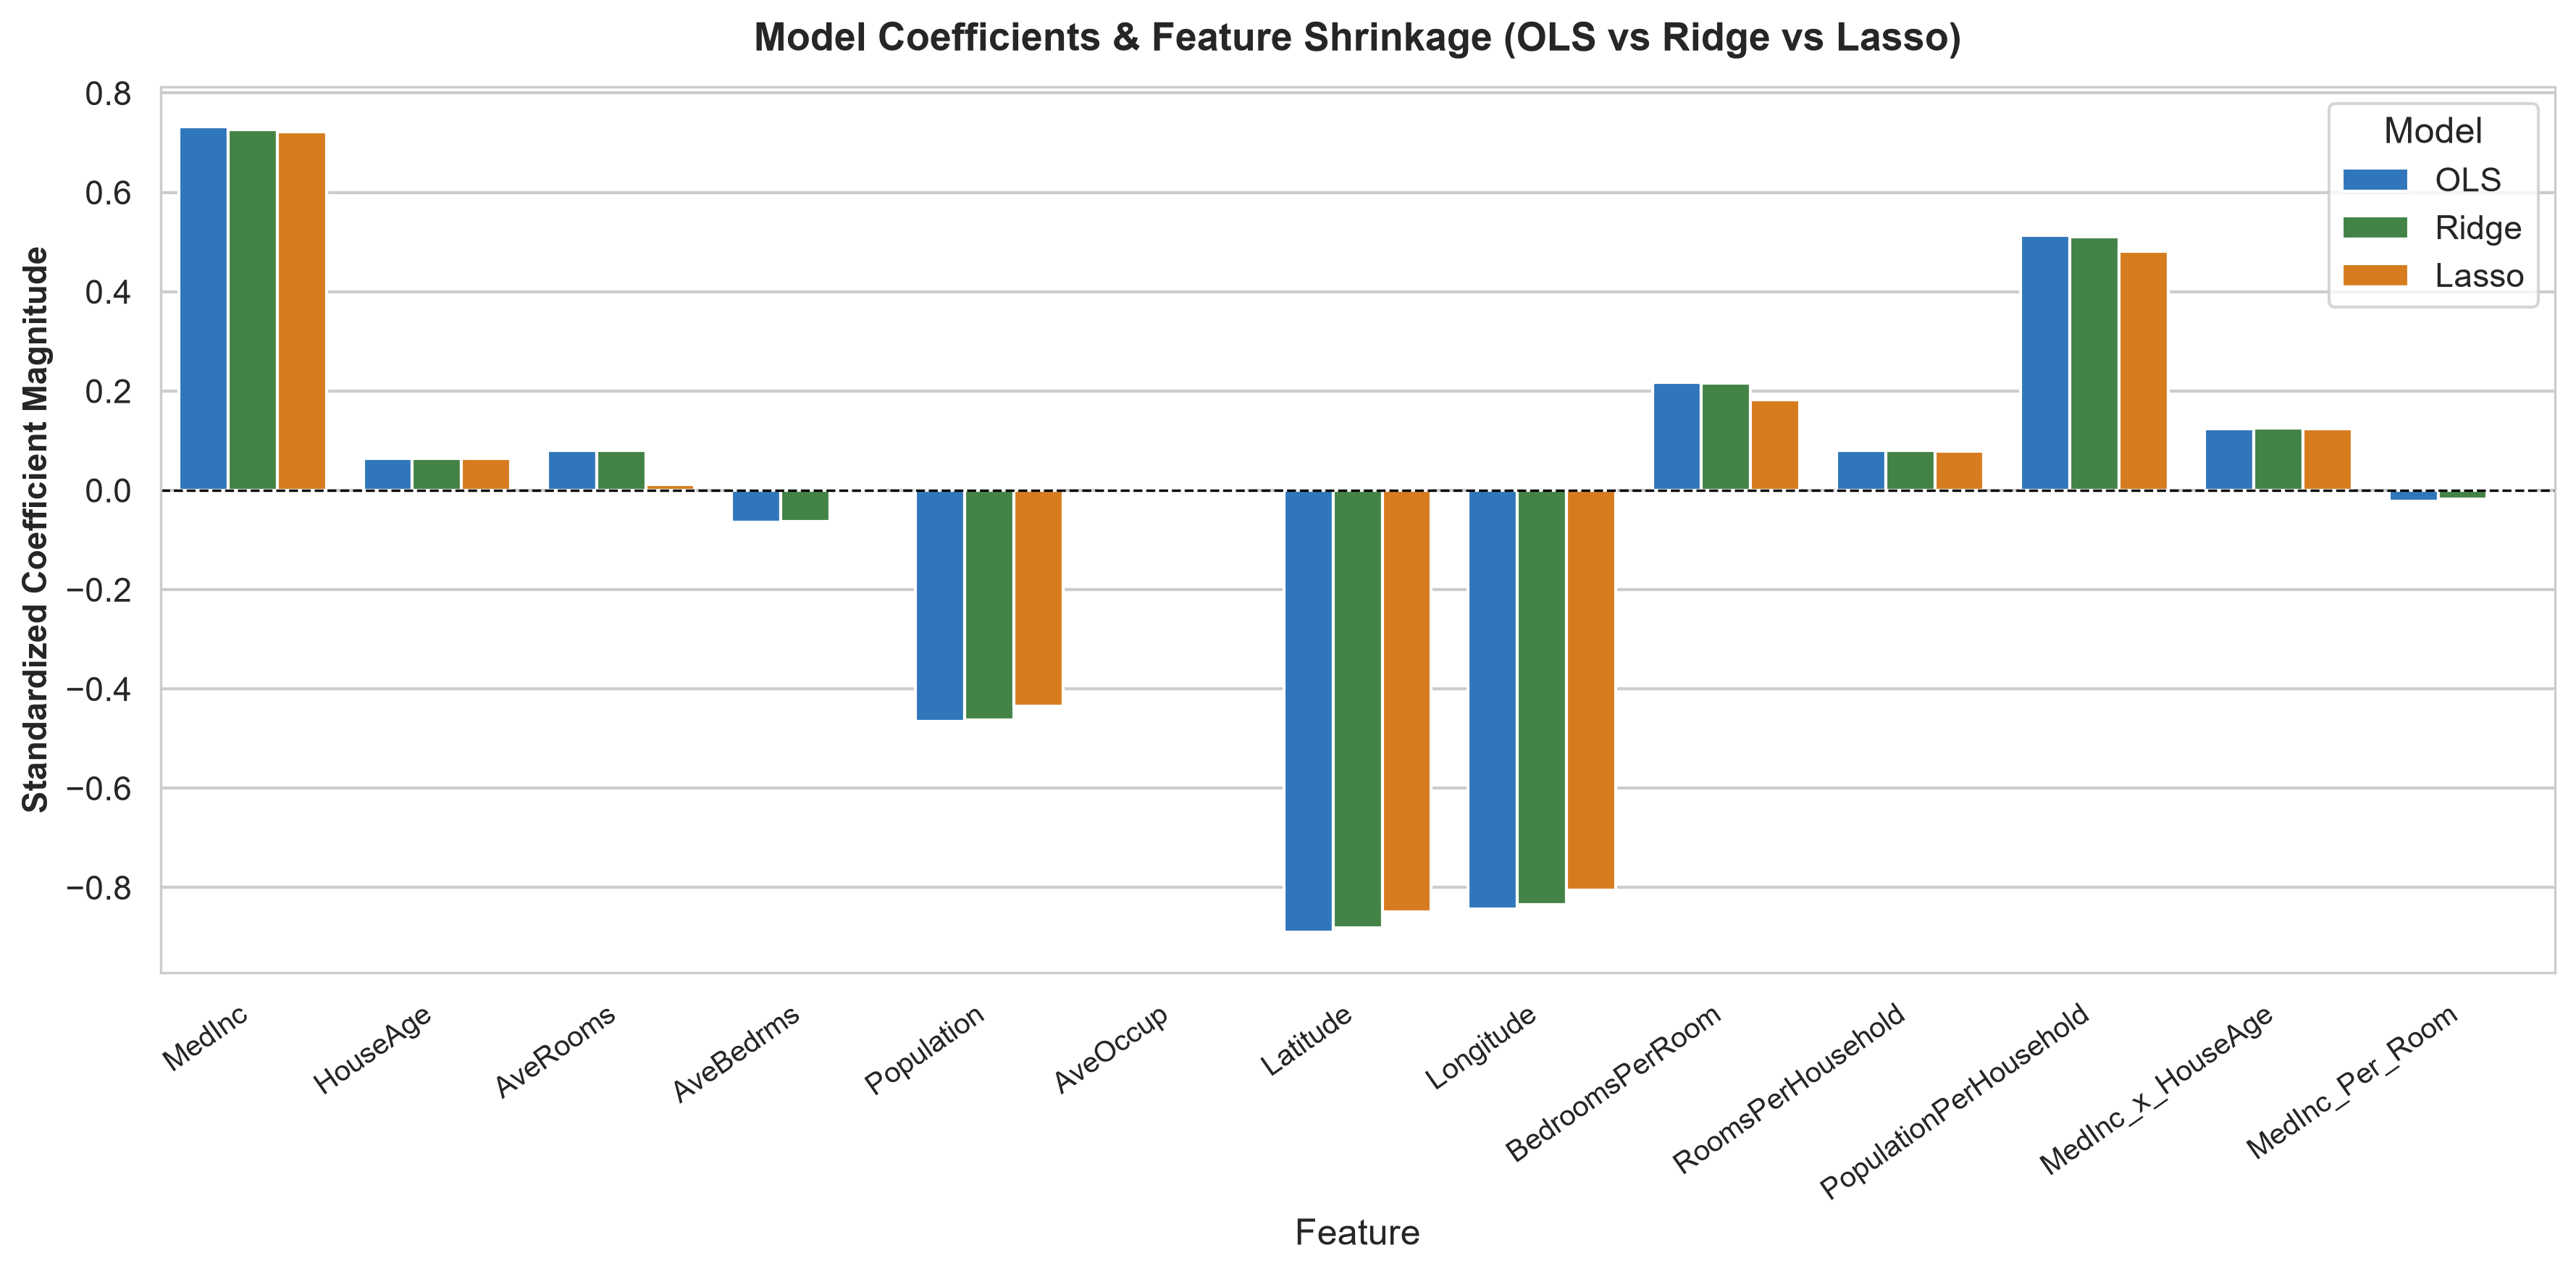 Model Coefficients & Feature Shrinkage (OLS vs Ridge vs Lasso)
Standardized Coefficient Magnitude
0.8
0.6
0.4
0.2
0.0
−0.2
−0.4
−0.6
−0.8
Model
OLS
Ridge
Lasso
MedInc
HouseAge
AveRooms
AveBedrms
Population
AveOccup
Latitude
Longitude
BedroomsPerRoom
RoomsPerHousehold
PopulationPerHousehold
MedInc_x_HouseAge
MedInc_Per_Room
Feature